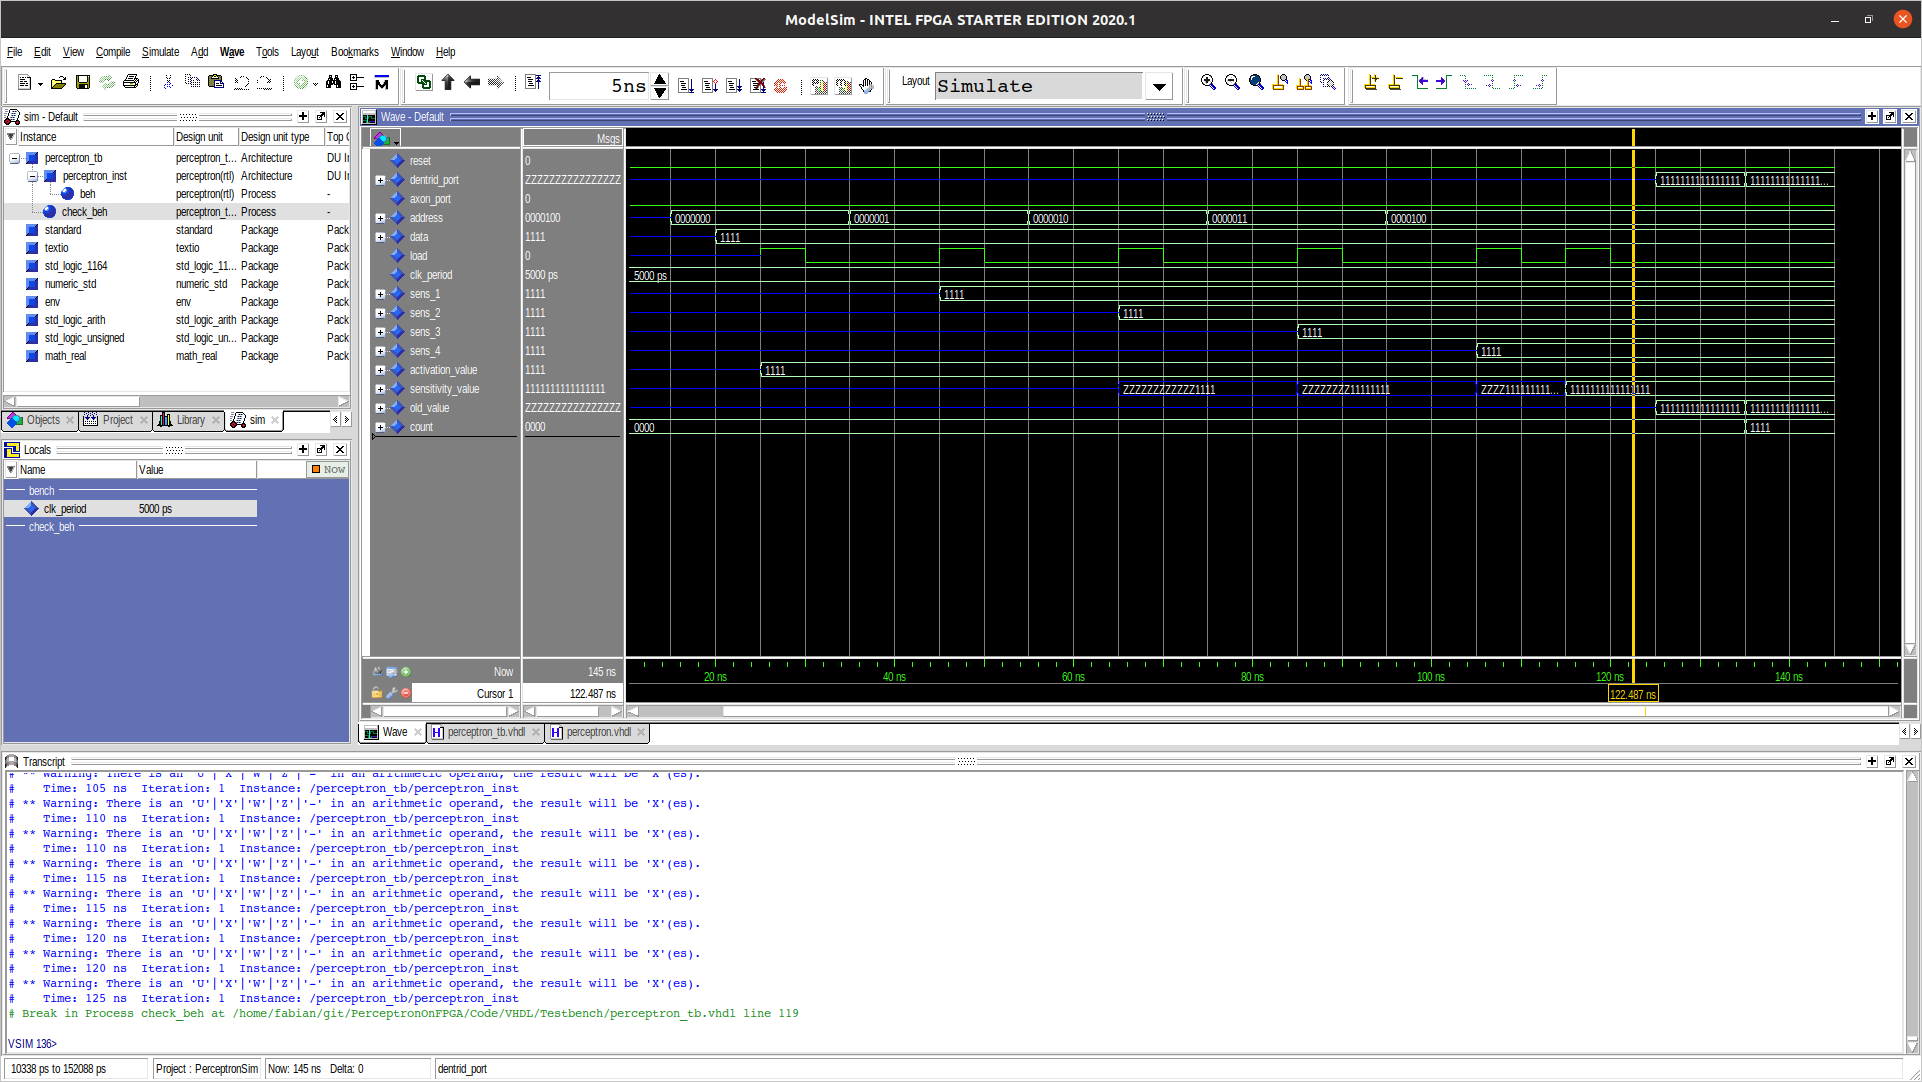 ModelSim - INTEL FPGA STARTER EDITION 2020.1
File Edit View Compile Simulate Add Wave Tools Layout Bookmarks Window Help
5ns
Layout Simulate
sim - Default
Instance Design unit Design unit type Top C
perceptron_tb perceptron_t... Architecture DU In
perceptron_inst perceptron(rtl) Architecture DU In
beh perceptron(rtl) Process -
check_beh perceptron_t... Process -
standard standard Package Pack
textio textio Package Pack
std_logic_1164 std_logic_11... Package Pack
numeric_std numeric_std Package Pack
env env Package Pack
std_logic_arith std_logic_arith Package Pack
std_logic_unsigned std_logic_un... Package Pack
math_real math_real Package Pack
Objects Project Library sim
Locals
Name Value Now
bench
clk_period 5000 ps
check_beh
Wave - Default
Msgs
reset 0
dentrid_port ZZZZZZZZZZZZZZZZ 1111111111111111 11111111111111...
axon_port 0
address 0000100 0000000 0000001 0000010 0000011 0000100
data 1111 1111
load 0
clk_period 5000 ps 5000 ps
sens_1 1111 1111
sens_2 1111 1111
sens_3 1111 1111
sens_4 1111 1111
activation_value 1111 1111
sensitivity_value 1111111111111111 ZZZZZZZZZZZZ1111 ZZZZZZZZ11111111 ZZZZ111111111... 1111111111111111
old_value ZZZZZZZZZZZZZZZZ 1111111111111111 11111111111111...
count 0000 0000 1111
Now 145 ns 20 ns 40 ns 60 ns 80 ns 100 ns 120 ns 140 ns
Cursor 1 122.487 ns 122.487 ns
Wave perceptron_tb.vhdl perceptron.vhdl
Transcript
# ** Warning: There is an 'U'|'X'|'W'|'Z'|'-' in an arithmetic operand, the result will be 'X'(es).
#    Time: 105 ns  Iteration: 1  Instance: /perceptron_tb/perceptron_inst
# ** Warning: There is an 'U'|'X'|'W'|'Z'|'-' in an arithmetic operand, the result will be 'X'(es).
#    Time: 110 ns  Iteration: 1  Instance: /perceptron_tb/perceptron_inst
# ** Warning: There is an 'U'|'X'|'W'|'Z'|'-' in an arithmetic operand, the result will be 'X'(es).
#    Time: 110 ns  Iteration: 1  Instance: /perceptron_tb/perceptron_inst
# ** Warning: There is an 'U'|'X'|'W'|'Z'|'-' in an arithmetic operand, the result will be 'X'(es).
#    Time: 115 ns  Iteration: 1  Instance: /perceptron_tb/perceptron_inst
# ** Warning: There is an 'U'|'X'|'W'|'Z'|'-' in an arithmetic operand, the result will be 'X'(es).
#    Time: 115 ns  Iteration: 1  Instance: /perceptron_tb/perceptron_inst
# ** Warning: There is an 'U'|'X'|'W'|'Z'|'-' in an arithmetic operand, the result will be 'X'(es).
#    Time: 120 ns  Iteration: 1  Instance: /perceptron_tb/perceptron_inst
# ** Warning: There is an 'U'|'X'|'W'|'Z'|'-' in an arithmetic operand, the result will be 'X'(es).
#    Time: 120 ns  Iteration: 1  Instance: /perceptron_tb/perceptron_inst
# ** Warning: There is an 'U'|'X'|'W'|'Z'|'-' in an arithmetic operand, the result will be 'X'(es).
#    Time: 125 ns  Iteration: 1  Instance: /perceptron_tb/perceptron_inst
# Break in Process check_beh at /home/fabian/git/PerceptronOnFPGA/Code/VHDL/Testbench/perceptron_tb.vhdl line 119
VSIM 136>
10338 ps to 152088 ps Project : PerceptronSim Now: 145 ns Delta: 0 dentrid_port